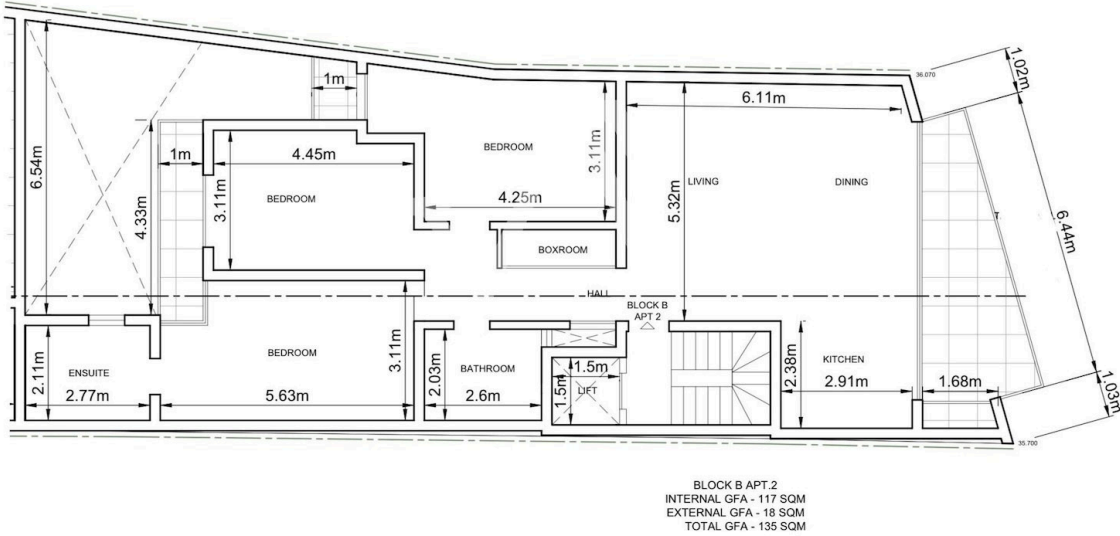 36.070
1.02m
1m
6.11m
6.54m
1m
4.45m
BEDROOM
3.11m
4.33m
3.11m
BEDROOM
4.25m
5.32m
LIVING
DINING
T.
6.44m
BOXROOM
HALL
BLOCK B
APT 2
2.11m
ENSUITE
2.77m
BEDROOM
5.63m
3.11m
2.03m
BATHROOM
2.6m
1.5m
1.5m
LIFT
2.38m
KITCHEN
2.91m
1.68m
1.03m
35.700
BLOCK B APT.2
INTERNAL GFA - 117 SQM
EXTERNAL GFA - 18 SQM
TOTAL GFA - 135 SQM